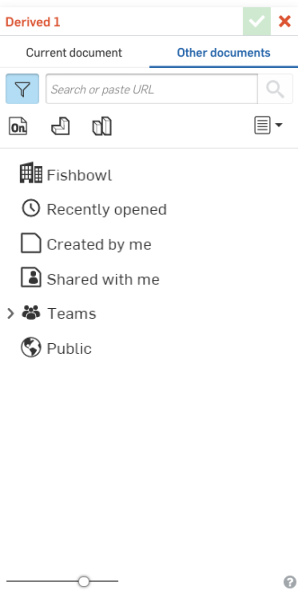 Derived 1
Current document
Other documents
Search or paste URL
On
Fishbowl
Recently opened
Created by me
Shared with me
Teams
Public
?